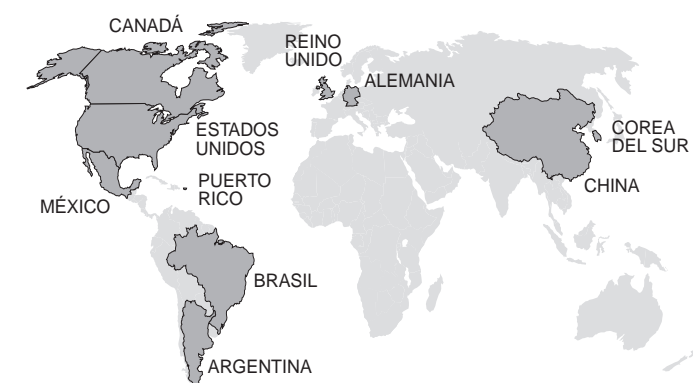 CANADÁ
REINO
UNIDO
ALEMANIA
ESTADOS
UNIDOS
COREA
DEL SUR
PUERTO
RICO
CHINA
MÉXICO
BRASIL
ARGENTINA